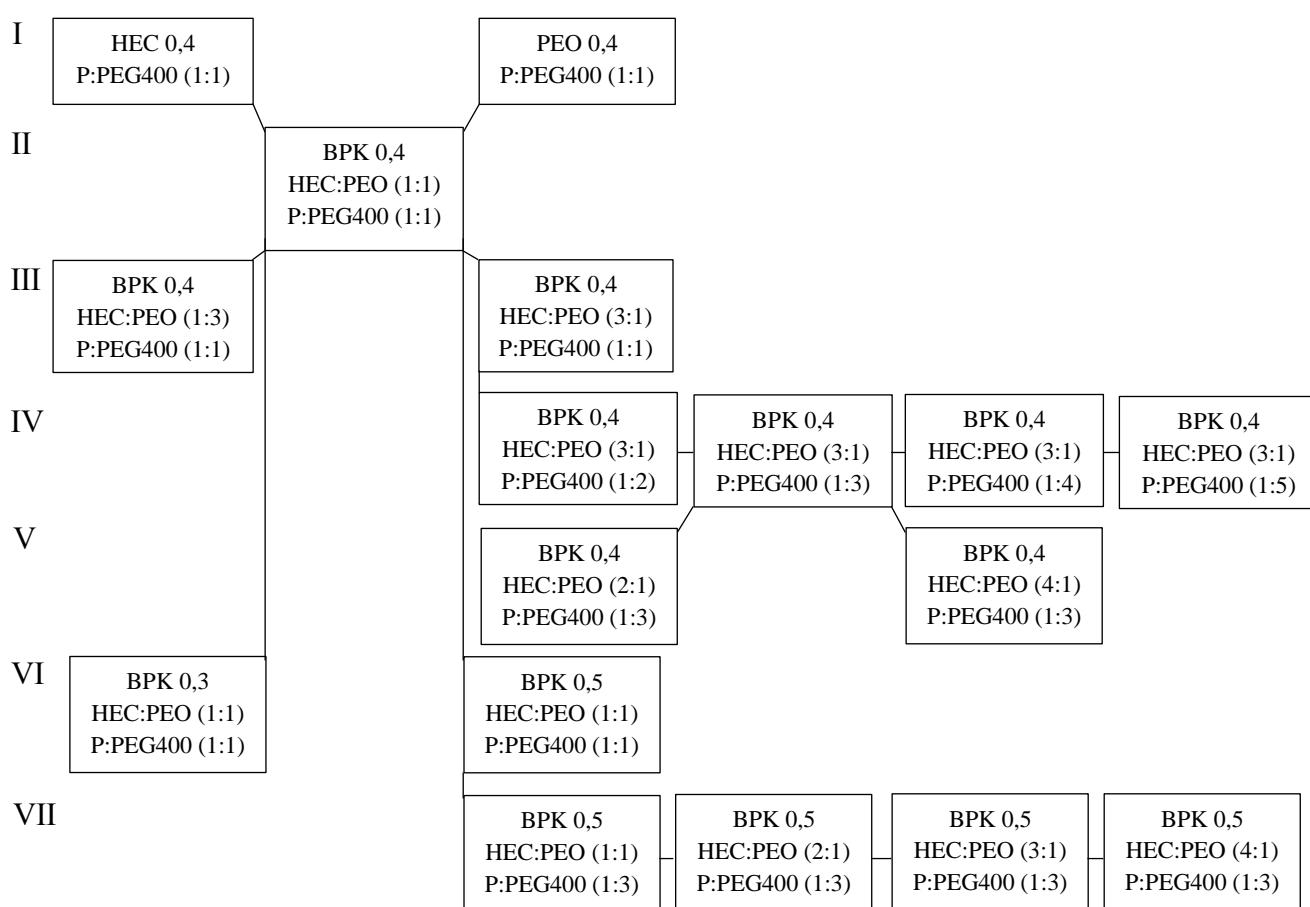 I
HEC 0,4
P:PEG400 (1:1)
PEO 0,4
P:PEG400 (1:1)
II
BPK 0,4
HEC:PEO (1:1)
P:PEG400 (1:1)
III
BPK 0,4
HEC:PEO (1:3)
P:PEG400 (1:1)
BPK 0,4
HEC:PEO (3:1)
P:PEG400 (1:1)
IV
BPK 0,4
HEC:PEO (3:1)
P:PEG400 (1:2)
BPK 0,4
HEC:PEO (3:1)
P:PEG400 (1:3)
BPK 0,4
HEC:PEO (3:1)
P:PEG400 (1:4)
BPK 0,4
HEC:PEO (3:1)
P:PEG400 (1:5)
V
BPK 0,4
HEC:PEO (2:1)
P:PEG400 (1:3)
BPK 0,4
HEC:PEO (4:1)
P:PEG400 (1:3)
VI
BPK 0,3
HEC:PEO (1:1)
P:PEG400 (1:1)
BPK 0,5
HEC:PEO (1:1)
P:PEG400 (1:1)
VII
BPK 0,5
HEC:PEO (1:1)
P:PEG400 (1:3)
BPK 0,5
HEC:PEO (2:1)
P:PEG400 (1:3)
BPK 0,5
HEC:PEO (3:1)
P:PEG400 (1:3)
BPK 0,5
HEC:PEO (4:1)
P:PEG400 (1:3)